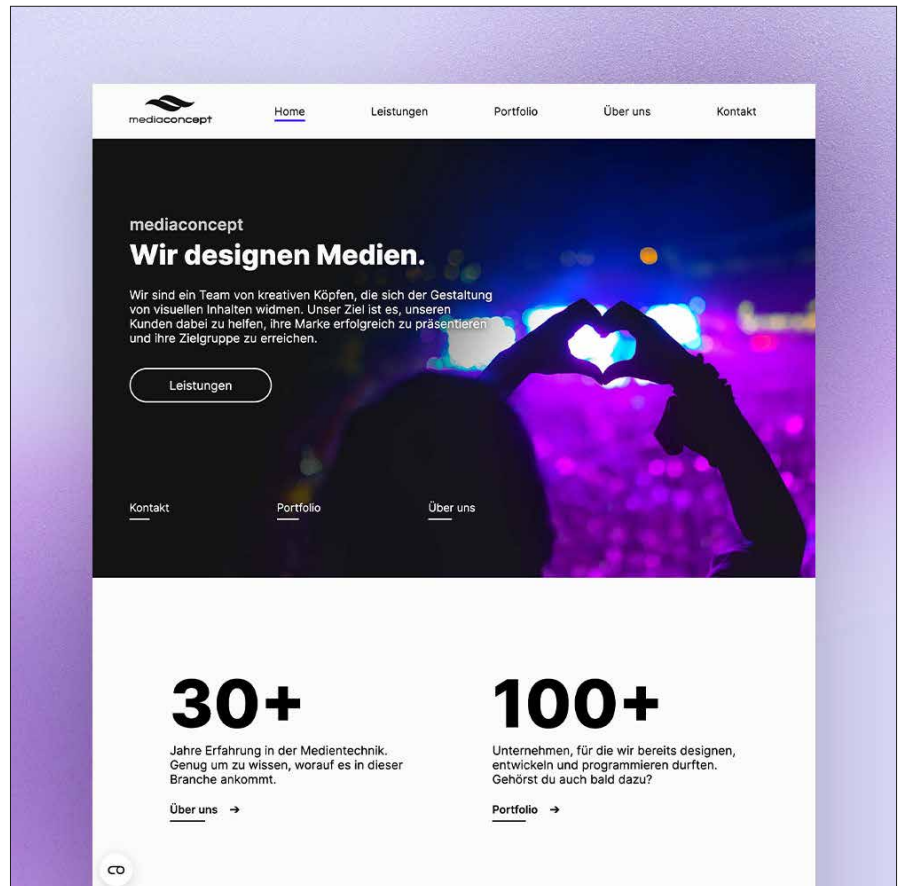 mediaconcept
Home
Leistungen
Portfolio
Über uns
Kontakt
mediaconcept
Wir designen Medien.
Wir sind ein Team von kreativen Köpfen, die sich der Gestaltung
von visuellen Inhalten widmen. Unser Ziel ist es, unseren
Kunden dabei zu helfen, ihre Marke erfolgreich zu präsentieren
und ihre Zielgruppe zu erreichen.
Leistungen
Kontakt
Portfolio
Über uns
30+
Jahre Erfahrung in der Medientechnik.
Genug um zu wissen, worauf es in dieser
Branche ankommt.
Über uns →
100+
Unternehmen, für die wir bereits designen,
entwickeln und programmieren durften.
Gehörst du auch bald dazu?
Portfolio →